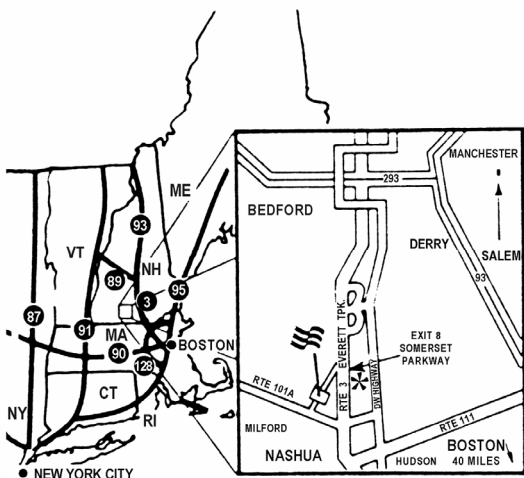 ME
93
VT
89
NH
3
95
87
91
MA
90
BOSTON
128
CT
RI
NY
NEW YORK CITY
MANCHESTER
293
BEDFORD
DERRY
SALEM
93
EXIT 8
SOMERSET
PARKWAY
RTE 3 EVERETT TPK.
DW HIGHWAY
RTE 101A
RTE 111
MILFORD
NASHUA
HUDSON
BOSTON
40 MILES